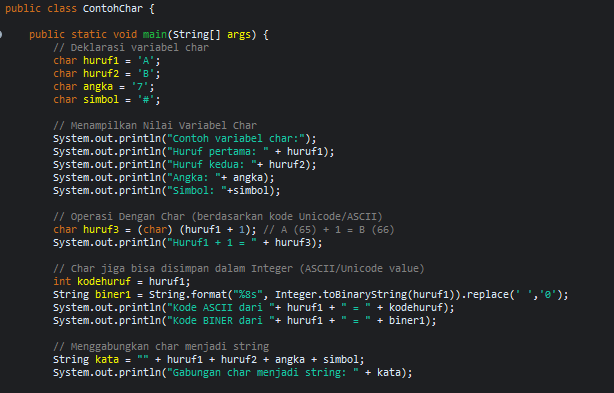 public class ContohChar {
public static void main(String[] args) {
// Deklarasi variabel char
char huruf1 = 'A';
char huruf2 = 'B';
char angka = '7';
char simbol = '#';
// Menampilkan Nilai Variabel Char
System.out.println("Contoh variabel char:");
System.out.println("Huruf pertama: " + huruf1);
System.out.println("Huruf kedua: "+ huruf2);
System.out.println("Angka: "+ angka);
System.out.println("Simbol: "+simbol);
// Operasi Dengan Char (berdasarkan kode Unicode/ASCII)
char huruf3 = (char) (huruf1 + 1); // A (65) + 1 = B (66)
System.out.println("Huruf1 + 1 = " + huruf3);
// Char jiga bisa disimpan dalam Integer (ASCII/Unicode value)
int kodehuruf = huruf1;
String biner1 = String.format("%8s", Integer.toBinaryString(huruf1)).replace(' ','0');
System.out.println("Kode ASCII dari "+ huruf1 + " = " + kodehuruf);
System.out.println("Kode BINER dari "+ huruf1 + " = " + biner1);
// Menggabungkan char menjadi string
String kata = "" + huruf1 + huruf2 + angka + simbol;
System.out.println("Gabungan char menjadi string: " + kata);